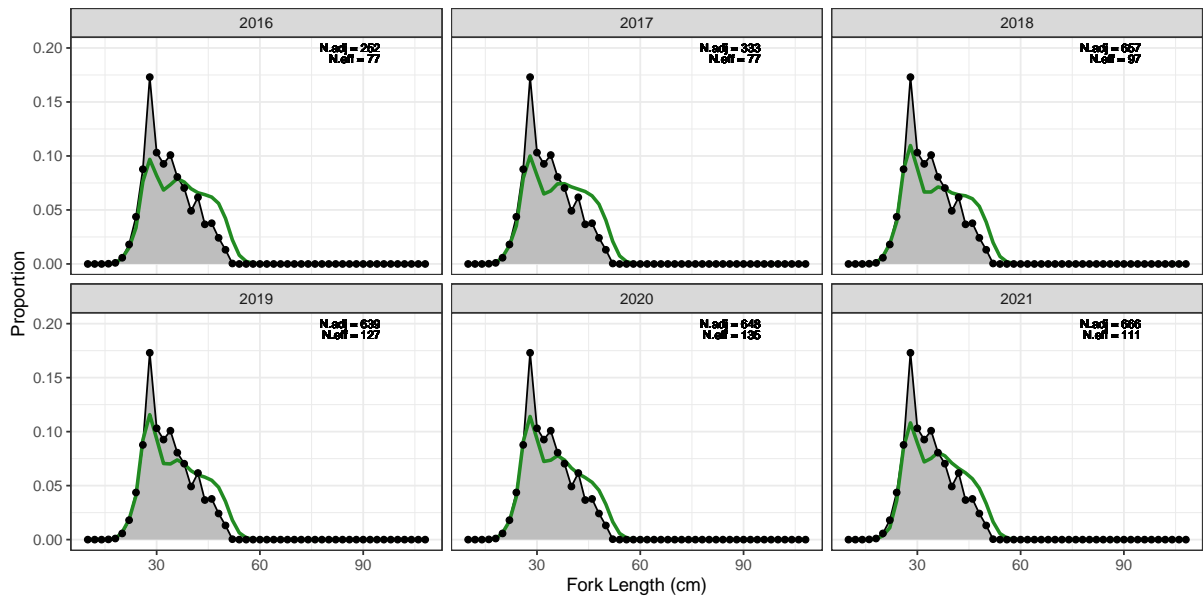 2016
2017
2018
N.adj = 252
N.eff = 77
N.adj = 333
N.eff = 77
N.adj = 657
N.eff = 97
0.20
0.15
0.10
0.05
0.00
2019
2020
2021
N.adj = 639
N.eff = 127
N.adj = 648
N.eff = 135
N.adj = 666
N.eff = 111
0.20
0.15
0.10
0.05
0.00
Proportion
30
60
90
30
60
90
30
60
90
Fork Length (cm)